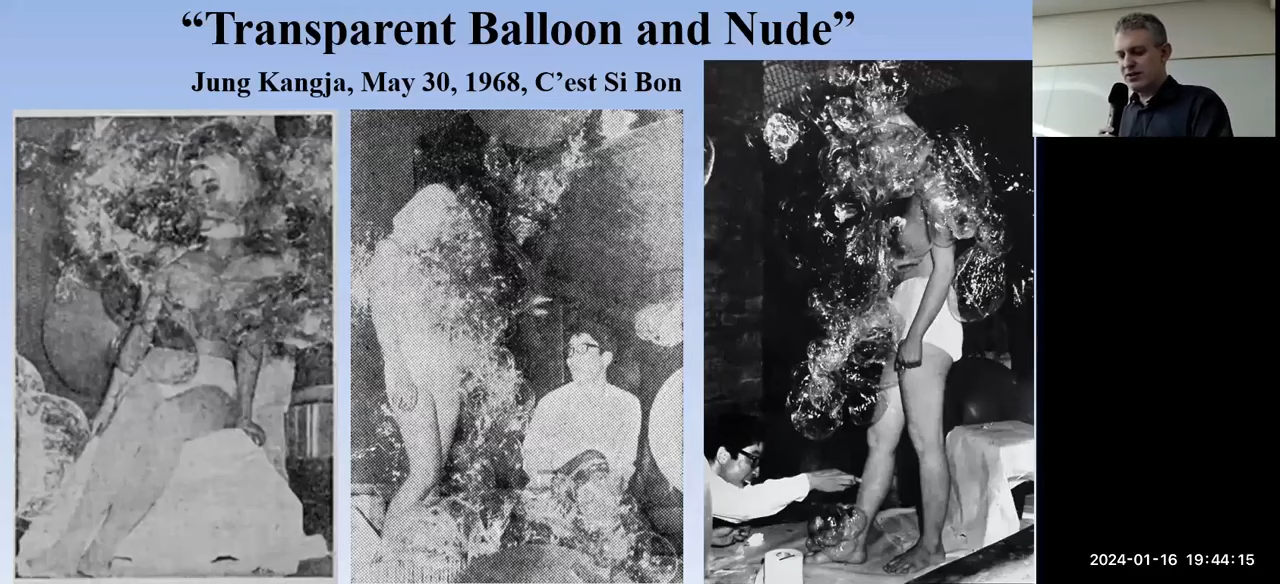 “Transparent Balloon and Nude”
Jung Kangja, May 30, 1968, C’est Si Bon
2024-01-16 19:44:15